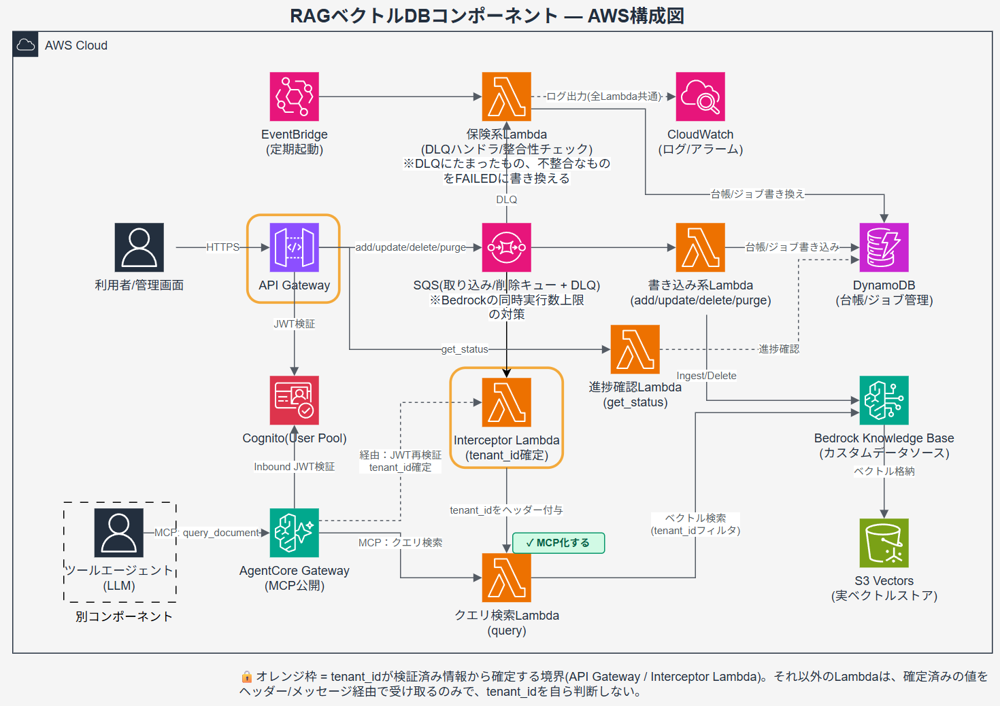 RAGベクトルDBコンポーネント — AWS構成図
AWS Cloud
ログ出力(全Lambda共通)
EventBridge
(定期起動)
保険系Lambda
(DLQハンドラ/整合性チェック)
※DLQにたまったもの、不整合なもの
をFAILEDに書き換える
CloudWatch
(ログ/アラーム)
DLQ
台帳/ジョブ書き換え
HTTPS
add/update/delete/purge
台帳/ジョブ書き込み
利用者/管理画面
API Gateway
SQS(取り込み/削除キュー + DLQ)
※Bedrockの同時実行数上限
の対策
書き込み系Lambda
(add/update/delete/purge)
DynamoDB
(台帳/ジョブ管理)
JWT検証
get_status
進捗確認
Ingest/Delete
進捗確認Lambda
(get_status)
Cognito(User Pool)
Interceptor Lambda
(tenant_id確定)
Bedrock Knowledge Base
(カスタムデータソース)
経由：JWT再検証
tenant_id確定
Inbound JWT検証
ベクトル格納
tenant_idをヘッダー付与
ベクトル検索
(tenant_idフィルタ)
MCP: query_document
MCP：クエリ検索
✓ MCP化する
ツールエージェント
(LLM)
AgentCore Gateway
(MCP公開)
S3 Vectors
(実ベクトルストア)
別コンポーネント
クエリ検索Lambda
(query)
🔒 オレンジ枠 = tenant_idが検証済み情報から確定する境界(API Gateway / Interceptor Lambda)。それ以外のLambdaは、確定済みの値を
ヘッダー/メッセージ経由で受け取るのみで、tenant_idを自ら判断しない。